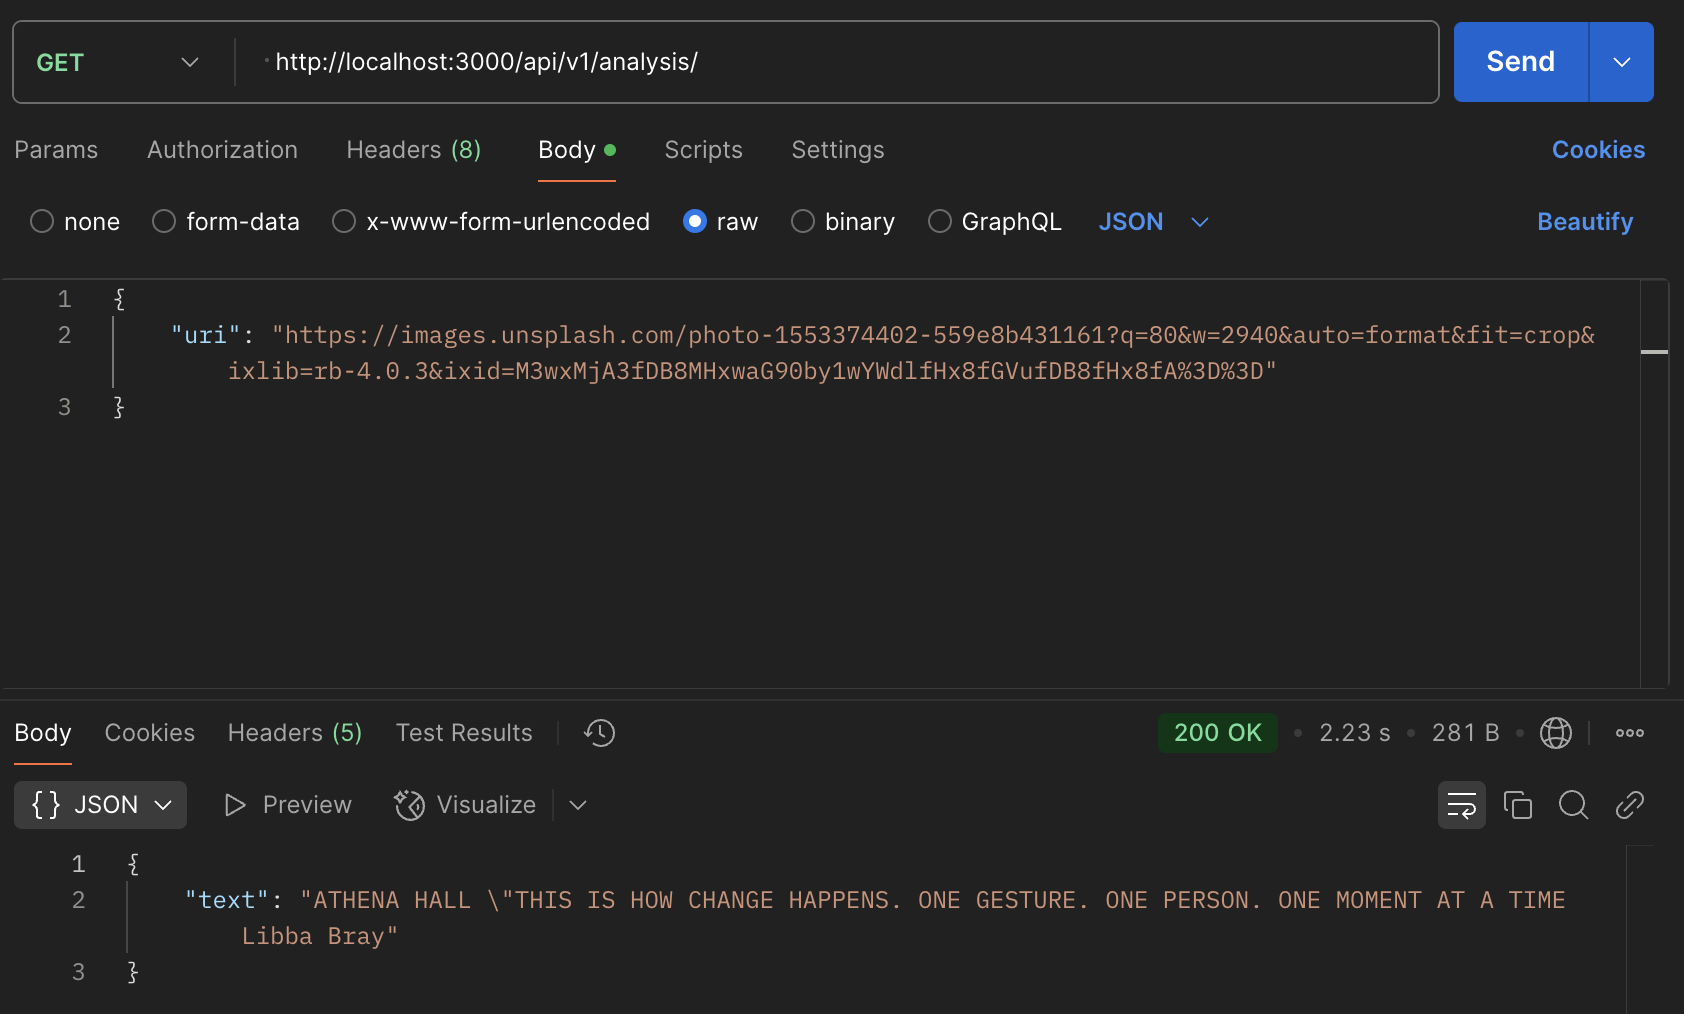 GET http://localhost:3000/api/v1/analysis/ Send
Params Authorization Headers (8) Body Scripts Settings Cookies
none form-data x-www-form-urlencoded raw binary GraphQL JSON Beautify
1 {
2 "uri": "https://images.unsplash.com/photo-1553374402-559e8b431161?q=80&w=2940&auto=format&fit=crop&
ixlib=rb-4.0.3&ixid=M3wxMjA3fDB8MHxwaG90by1wYWdlfHx8fGVufDB8fHx8fA%3D%3D"
3 }
Body Cookies Headers (5) Test Results 200 OK • 2.23 s • 281 B •
{} JSON Preview Visualize
1 {
2 "text": "ATHENA HALL \"THIS IS HOW CHANGE HAPPENS. ONE GESTURE. ONE PERSON. ONE MOMENT AT A TIME
Libba Bray"
3 }